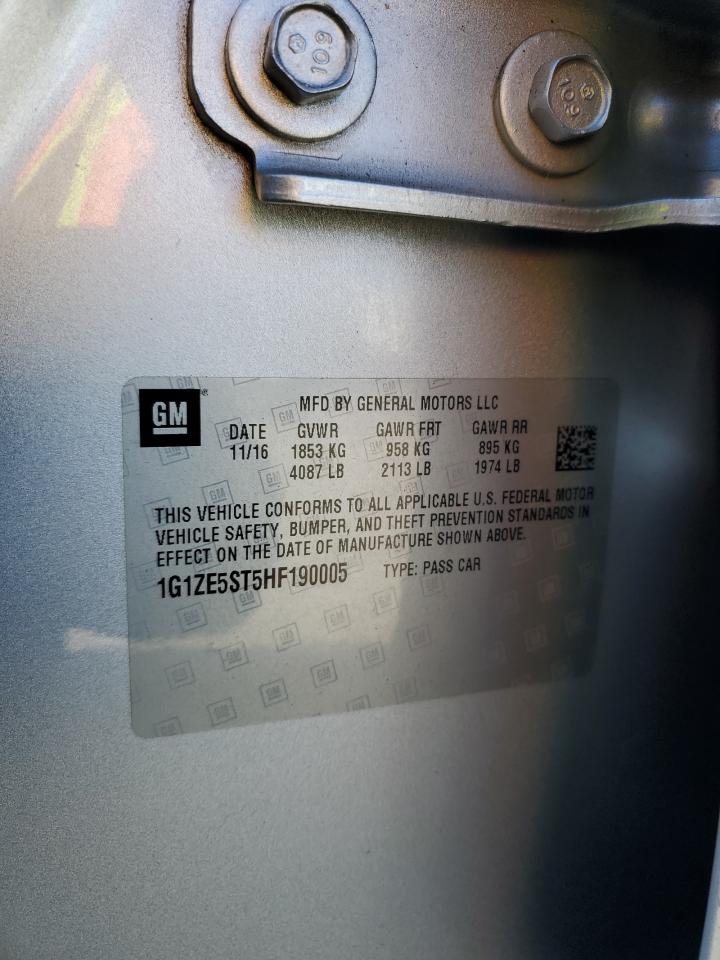 109
109
GM®
MFD BY GENERAL MOTORS LLC
DATE GVWR GAWR FRT GAWR RR
11/16 1853 KG 958 KG 895 KG
4087 LB 2113 LB 1974 LB
THIS VEHICLE CONFORMS TO ALL APPLICABLE U.S. FEDERAL MOTOR
VEHICLE SAFETY, BUMPER, AND THEFT PREVENTION STANDARDS IN
EFFECT ON THE DATE OF MANUFACTURE SHOWN ABOVE.
1G1ZE5ST5HF190005 TYPE: PASS CAR